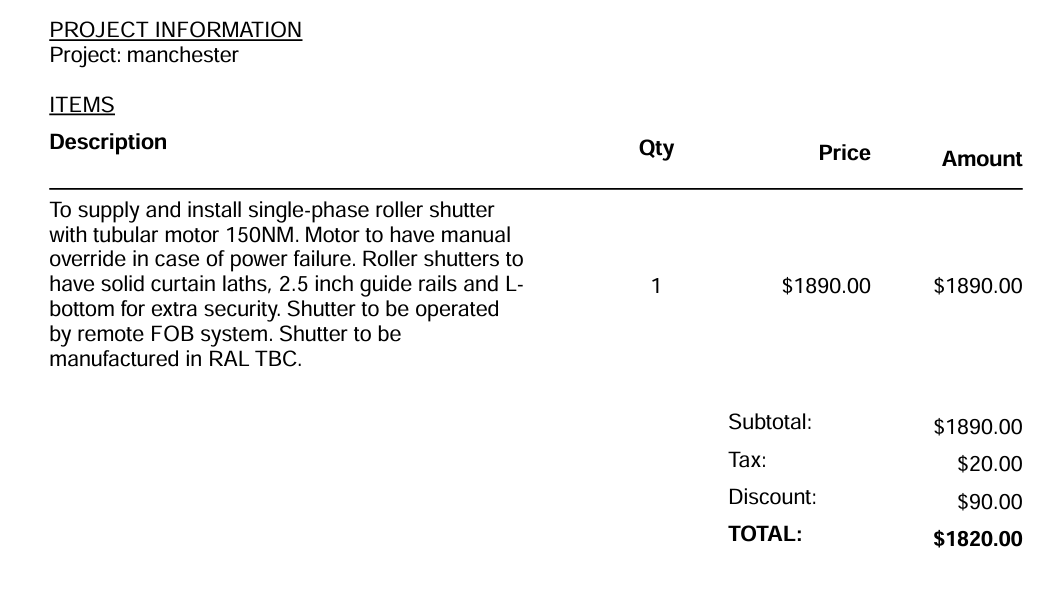 PROJECT INFORMATION
Project: manchester
ITEMS
Description Qty Price Amount
To supply and install single-phase roller shutter
with tubular motor 150NM. Motor to have manual
override in case of power failure. Roller shutters to
have solid curtain laths, 2.5 inch guide rails and L- 1 $1890.00 $1890.00
bottom for extra security. Shutter to be operated
by remote FOB system. Shutter to be
manufactured in RAL TBC.
Subtotal: $1890.00
Tax: $20.00
Discount: $90.00
TOTAL: $1820.00